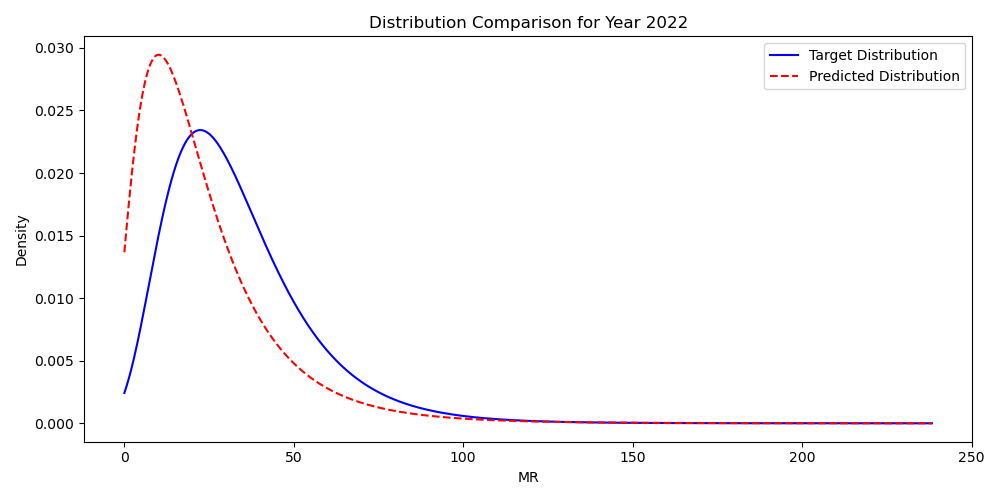 Distribution Comparison for Year 2022
Target Distribution
Predicted Distribution
0.030
0.025
0.020
0.015
0.010
0.005
0.000
Density
0 50 100 150 200 250
MR